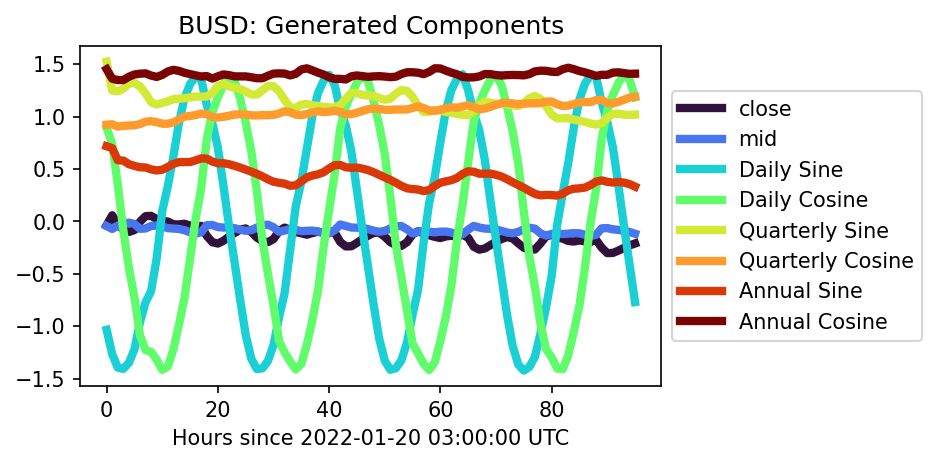 BUSD: Generated Components
1.5
1.0
0.5
0.0
−0.5
−1.0
−1.5
0
20
40
60
80
Hours since 2022-01-20 03:00:00 UTC
close
mid
Daily Sine
Daily Cosine
Quarterly Sine
Quarterly Cosine
Annual Sine
Annual Cosine